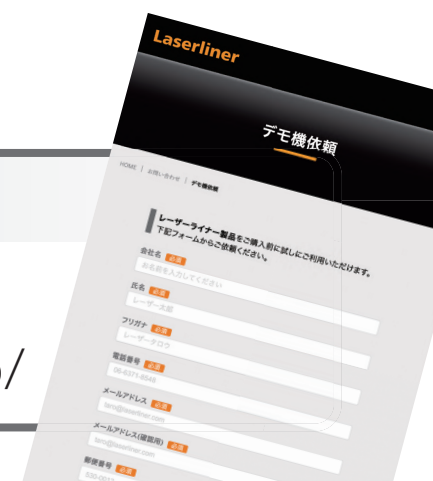 Laserliner
デモ機依頼
HOME | お問い合わせ | デモ機依頼
レーザーライナー製品をご購入前に試しにご利用いただけます。
下記フォームからご依頼ください。
会社名 必須
お名前を入力してください
氏名 必須
レーザー太郎
フリガナ 必須
レーザータロウ
電話番号 必須
06-6371-8648
メールアドレス 必須
taro@laserliner.com
メールアドレス(確認用) 必須
taro@laserliner.com
郵便番号 必須
/